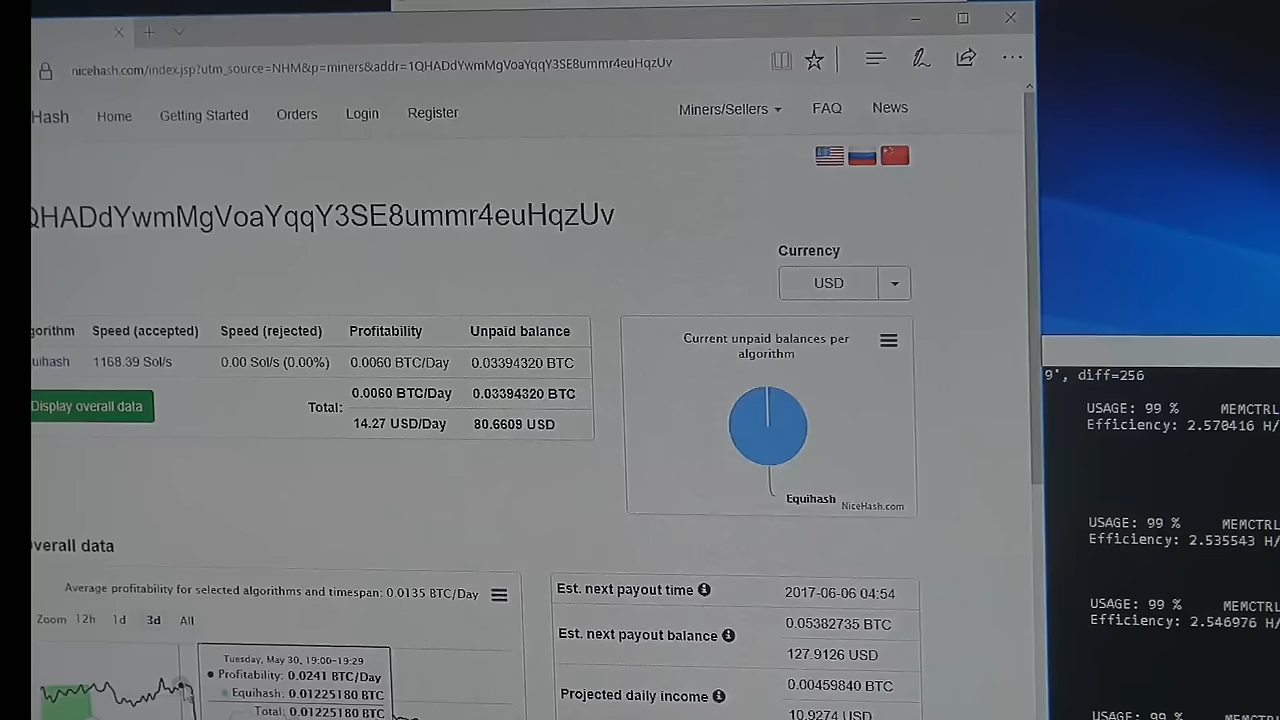 nicehash.com/index.jsp?utm_source=NHM&p=miners&addr=1QHADdYwmMgVoaYqqY3SE8ummr4euHqzUv
Hash Home Getting Started Orders Login Register Miners/Sellers FAQ News
QHADdYwmMgVoaYqqY3SE8ummr4euHqzUv
Currency
USD
gorithm Speed (accepted) Speed (rejected) Profitability Unpaid balance
uihash 1168.39 Sol/s 0.00 Sol/s (0.00%) 0.0060 BTC/Day 0.03394320 BTC
Total: 0.0060 BTC/Day 0.03394320 BTC
14.27 USD/Day 80.6609 USD
Display overall data
Current unpaid balances per
algorithm
Equihash
NiceHash.com
overall data
Average profitability for selected algorithms and timespan: 0.0135 BTC/Day
Zoom 12h 1d 3d All
Tuesday, May 30, 19:00-19:29
Profitability: 0.0241 BTC/Day
Equihash: 0.01225180 BTC
Total: 0.01225180 BTC
Est. next payout time 2017-06-06 04:54
Est. next payout balance 0.05382735 BTC
127.9126 USD
Projected daily income 0.00459840 BTC
10.9274 USD
9', diff=256
USAGE: 99 % MEMCTRL
Efficiency: 2.570416 H/
USAGE: 99 % MEMCTRL
Efficiency: 2.535543 H/
USAGE: 99 % MEMCTRL
Efficiency: 2.546976 H/
USAGE: 99 % MEMCTRL